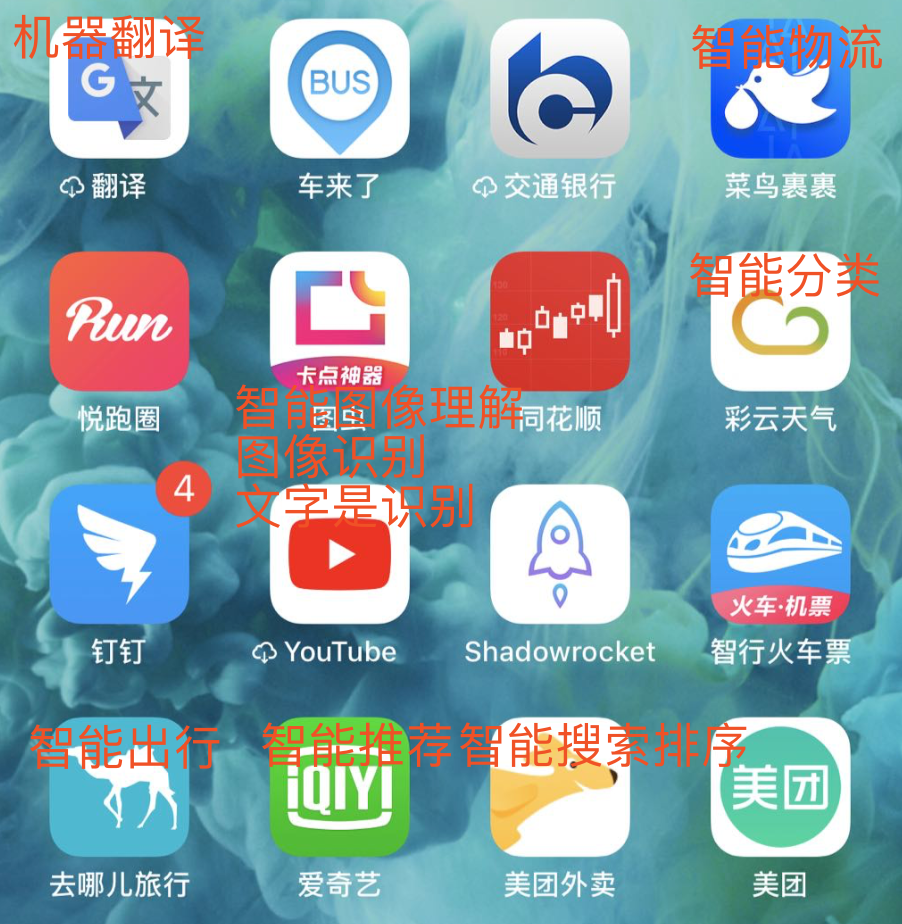 机器翻译
智能物流
G 文
BUS
翻译
车来了
交通银行
菜鸟裹裹
智能分类
Run
卡点神器
悦跑圈
图虫
同花顺
彩云天气
智能图像理解
图像识别
文字是识别
4
火车·机票
钉钉
YouTube
Shadowrocket
智行火车票
智能出行
智能推荐
智能搜索排序
iQIYI
美团
去哪儿旅行
爱奇艺
美团外卖
美团